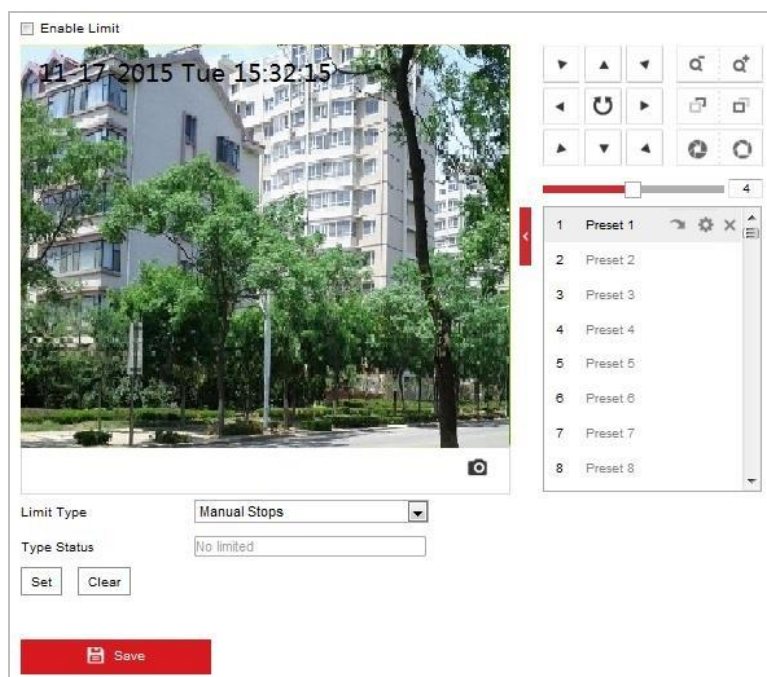 Enable Limit
11-17-2015 Tue 15:32:15
4
1 Preset 1
2 Preset 2
3 Preset 3
4 Preset 4
5 Preset 5
6 Preset 6
7 Preset 7
8 Preset 8
Limit Type Manual Stops
Type Status No limited
Set Clear
Save